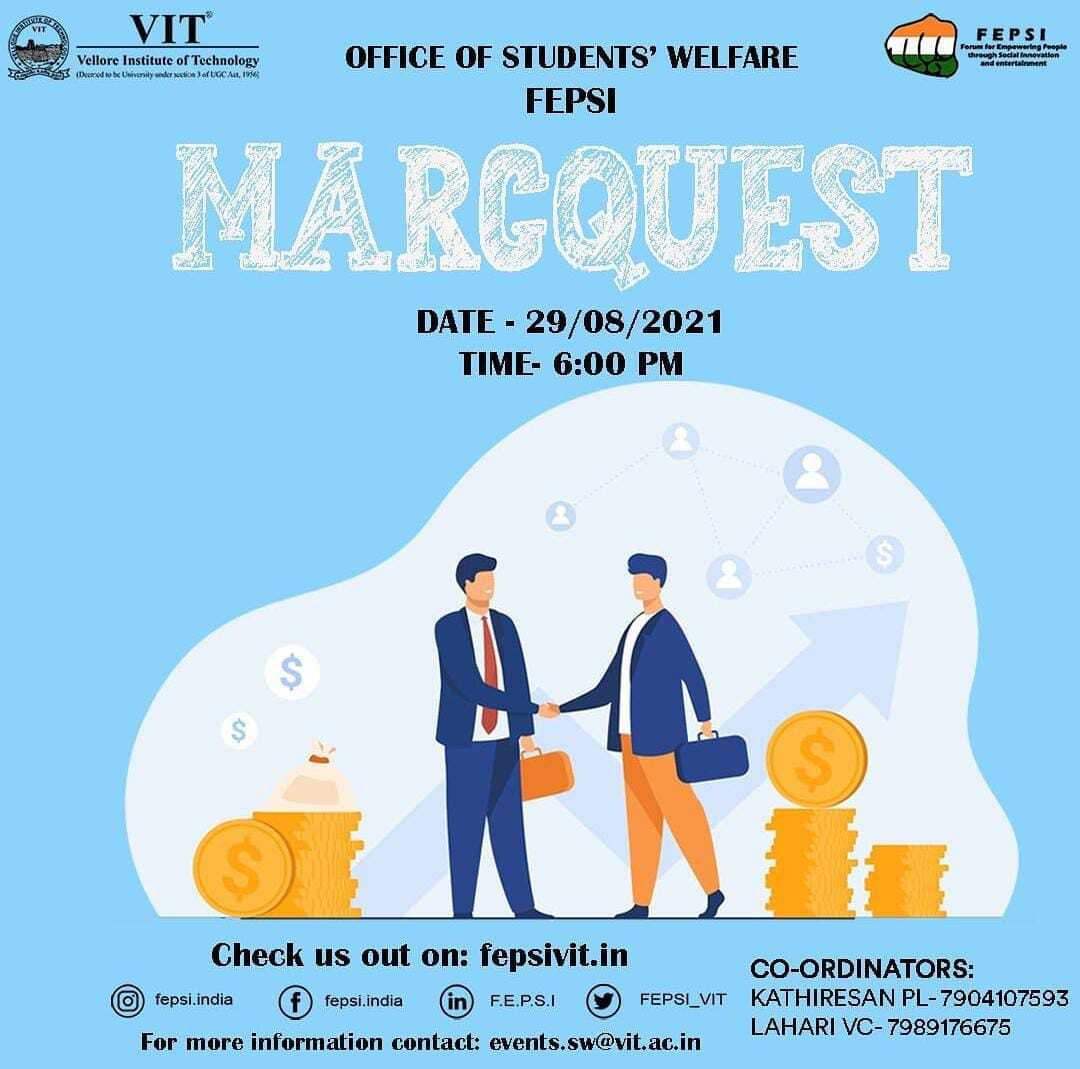 VIT®
Vellore Institute of Technology
(Deemed to be University under section 3 of UGC Act, 1956)
VIT
OFFICE OF STUDENTS' WELFARE
FEPSI
FEPSI
Forum for Empowering People
through Social Innovation
and entertainment
MARCQUEST
DATE - 29/08/2021
TIME- 6:00 PM
$
$
$
$
$
Check us out on: fepsivit.in
fepsi.india
fepsi.india
in F.E.P.S.I
FEPSI_VIT
For more information contact: events.sw@vit.ac.in
CO-ORDINATORS:
KATHIRESAN PL- 7904107593
LAHARI VC- 7989176675